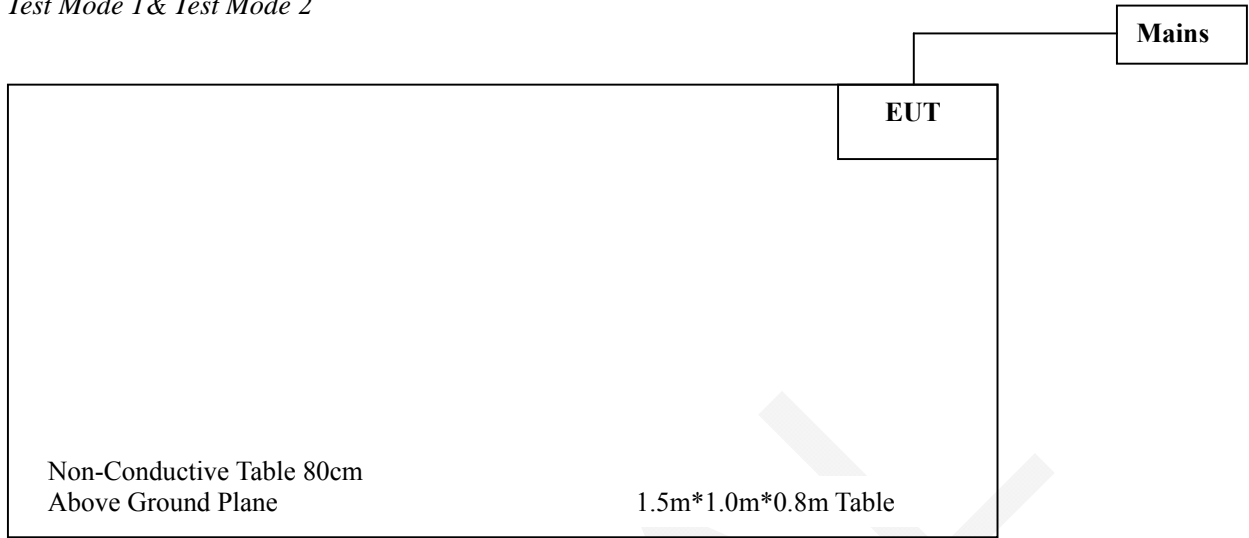 Test Mode 1& Test Mode 2
Mains
EUT
Non-Conductive Table 80cm
Above Ground Plane
1.5m*1.0m*0.8m Table